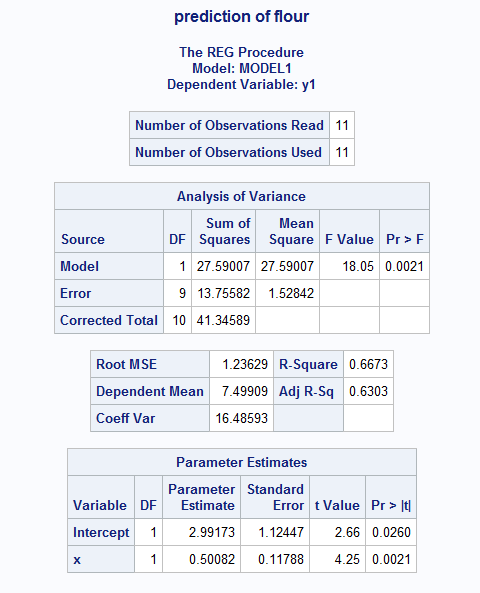 prediction of flour
The REG Procedure
Model: MODEL1
Dependent Variable: y1
Number of Observations Read 11
Number of Observations Used 11
Analysis of Variance
Source DF Sum of Squares Mean Square F Value Pr > F
Model 1 27.59007 27.59007 18.05 0.0021
Error 9 13.75582 1.52842
Corrected Total 10 41.34589
Root MSE 1.23629 R-Square 0.6673
Dependent Mean 7.49909 Adj R-Sq 0.6303
Coeff Var 16.48593
Parameter Estimates
Variable DF Parameter Estimate Standard Error t Value Pr > |t|
Intercept 1 2.99173 1.12447 2.66 0.0260
x 1 0.50082 0.11788 4.25 0.0021